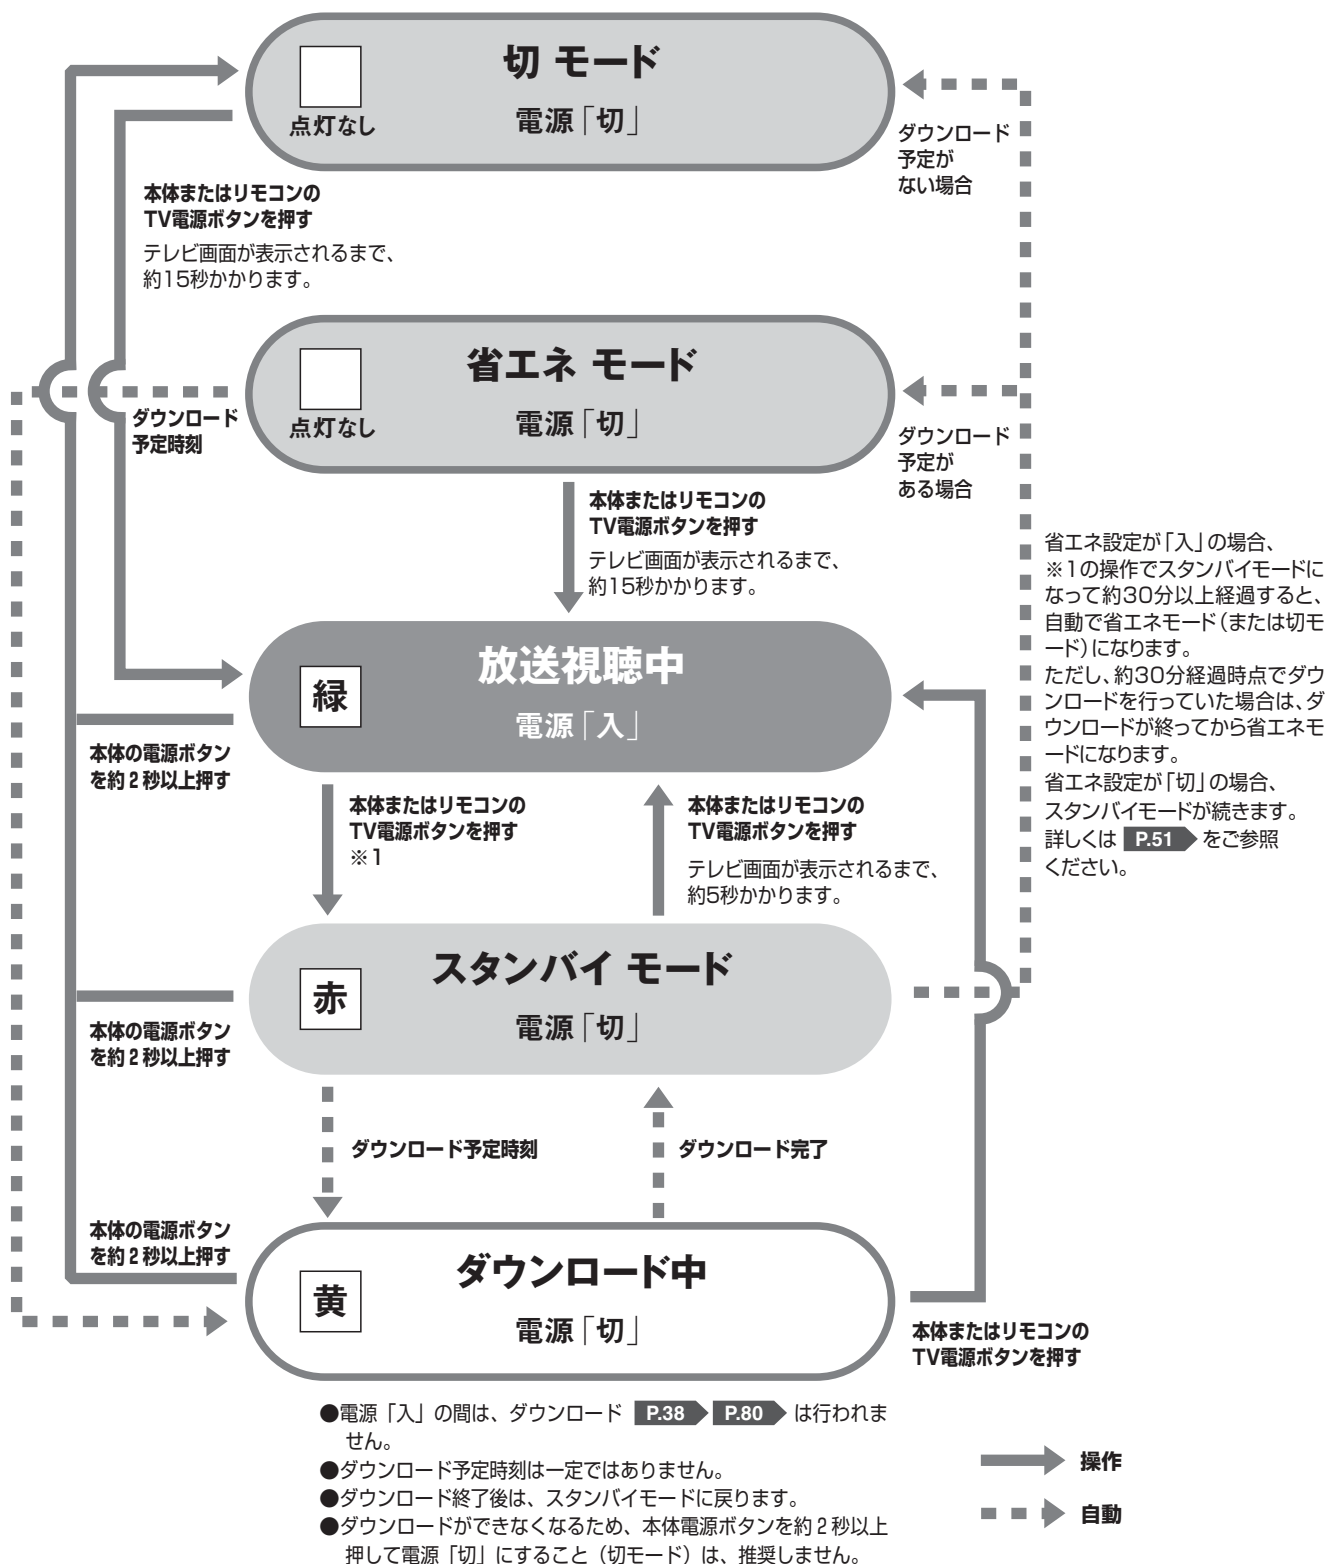 切 モード
点灯なし
電源「切」
ダウンロード
予定が
ない場合
本体またはリモコンの
TV電源ボタンを押す
テレビ画面が表示されるまで、
約15秒かかります。
省エネ モード
点灯なし
電源「切」
ダウンロード
予定時刻
ダウンロード
予定が
ある場合
本体またはリモコンの
TV電源ボタンを押す
テレビ画面が表示されるまで、
約15秒かかります。
省エネ設定が「入」の場合、
※1の操作でスタンバイモードに
なって約30分以上経過すると、
自動で省エネモード(または切モ
ード)になります。
ただし、約30分経過時点でダウ
ンロードを行っていた場合は、ダ
ウンロードが終ってから省エネモ
ードになります。
省エネ設定が「切」の場合、
スタンバイモードが続きます。
詳しくは P.51 をご参照
ください。
放送視聴中
緑
電源「入」
本体の電源ボタン
を約2秒以上押す
本体またはリモコンの
TV電源ボタンを押す
※1
本体またはリモコンの
TV電源ボタンを押す
テレビ画面が表示されるまで、
約5秒かかります。
スタンバイ モード
赤
電源「切」
本体の電源ボタン
を約2秒以上押す
ダウンロード予定時刻
ダウンロード完了
本体の電源ボタン
を約2秒以上押す
ダウンロード中
黄
電源「切」
本体またはリモコンの
TV電源ボタンを押す
●電源「入」の間は、ダウンロード P.38 P.80 は行われま
せん。
●ダウンロード予定時刻は一定ではありません。
●ダウンロード終了後は、スタンバイモードに戻ります。
●ダウンロードができなくなるため、本体電源ボタンを約2秒以上
押して電源「切」にすること(切モード)は、推奨しません。
操作
自動